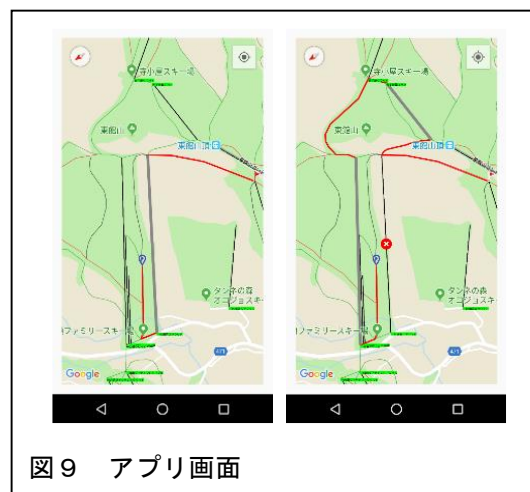 寺小屋スキー場
東館山
東館山頂
タンネの森
オコジョスキ
ファミリースキー場
471
Google
寺小屋スキー場
東館山
東館山頂
タンネの森
オコジョスキ
ファミリースキー場
471
Google
図9 アプリ画面